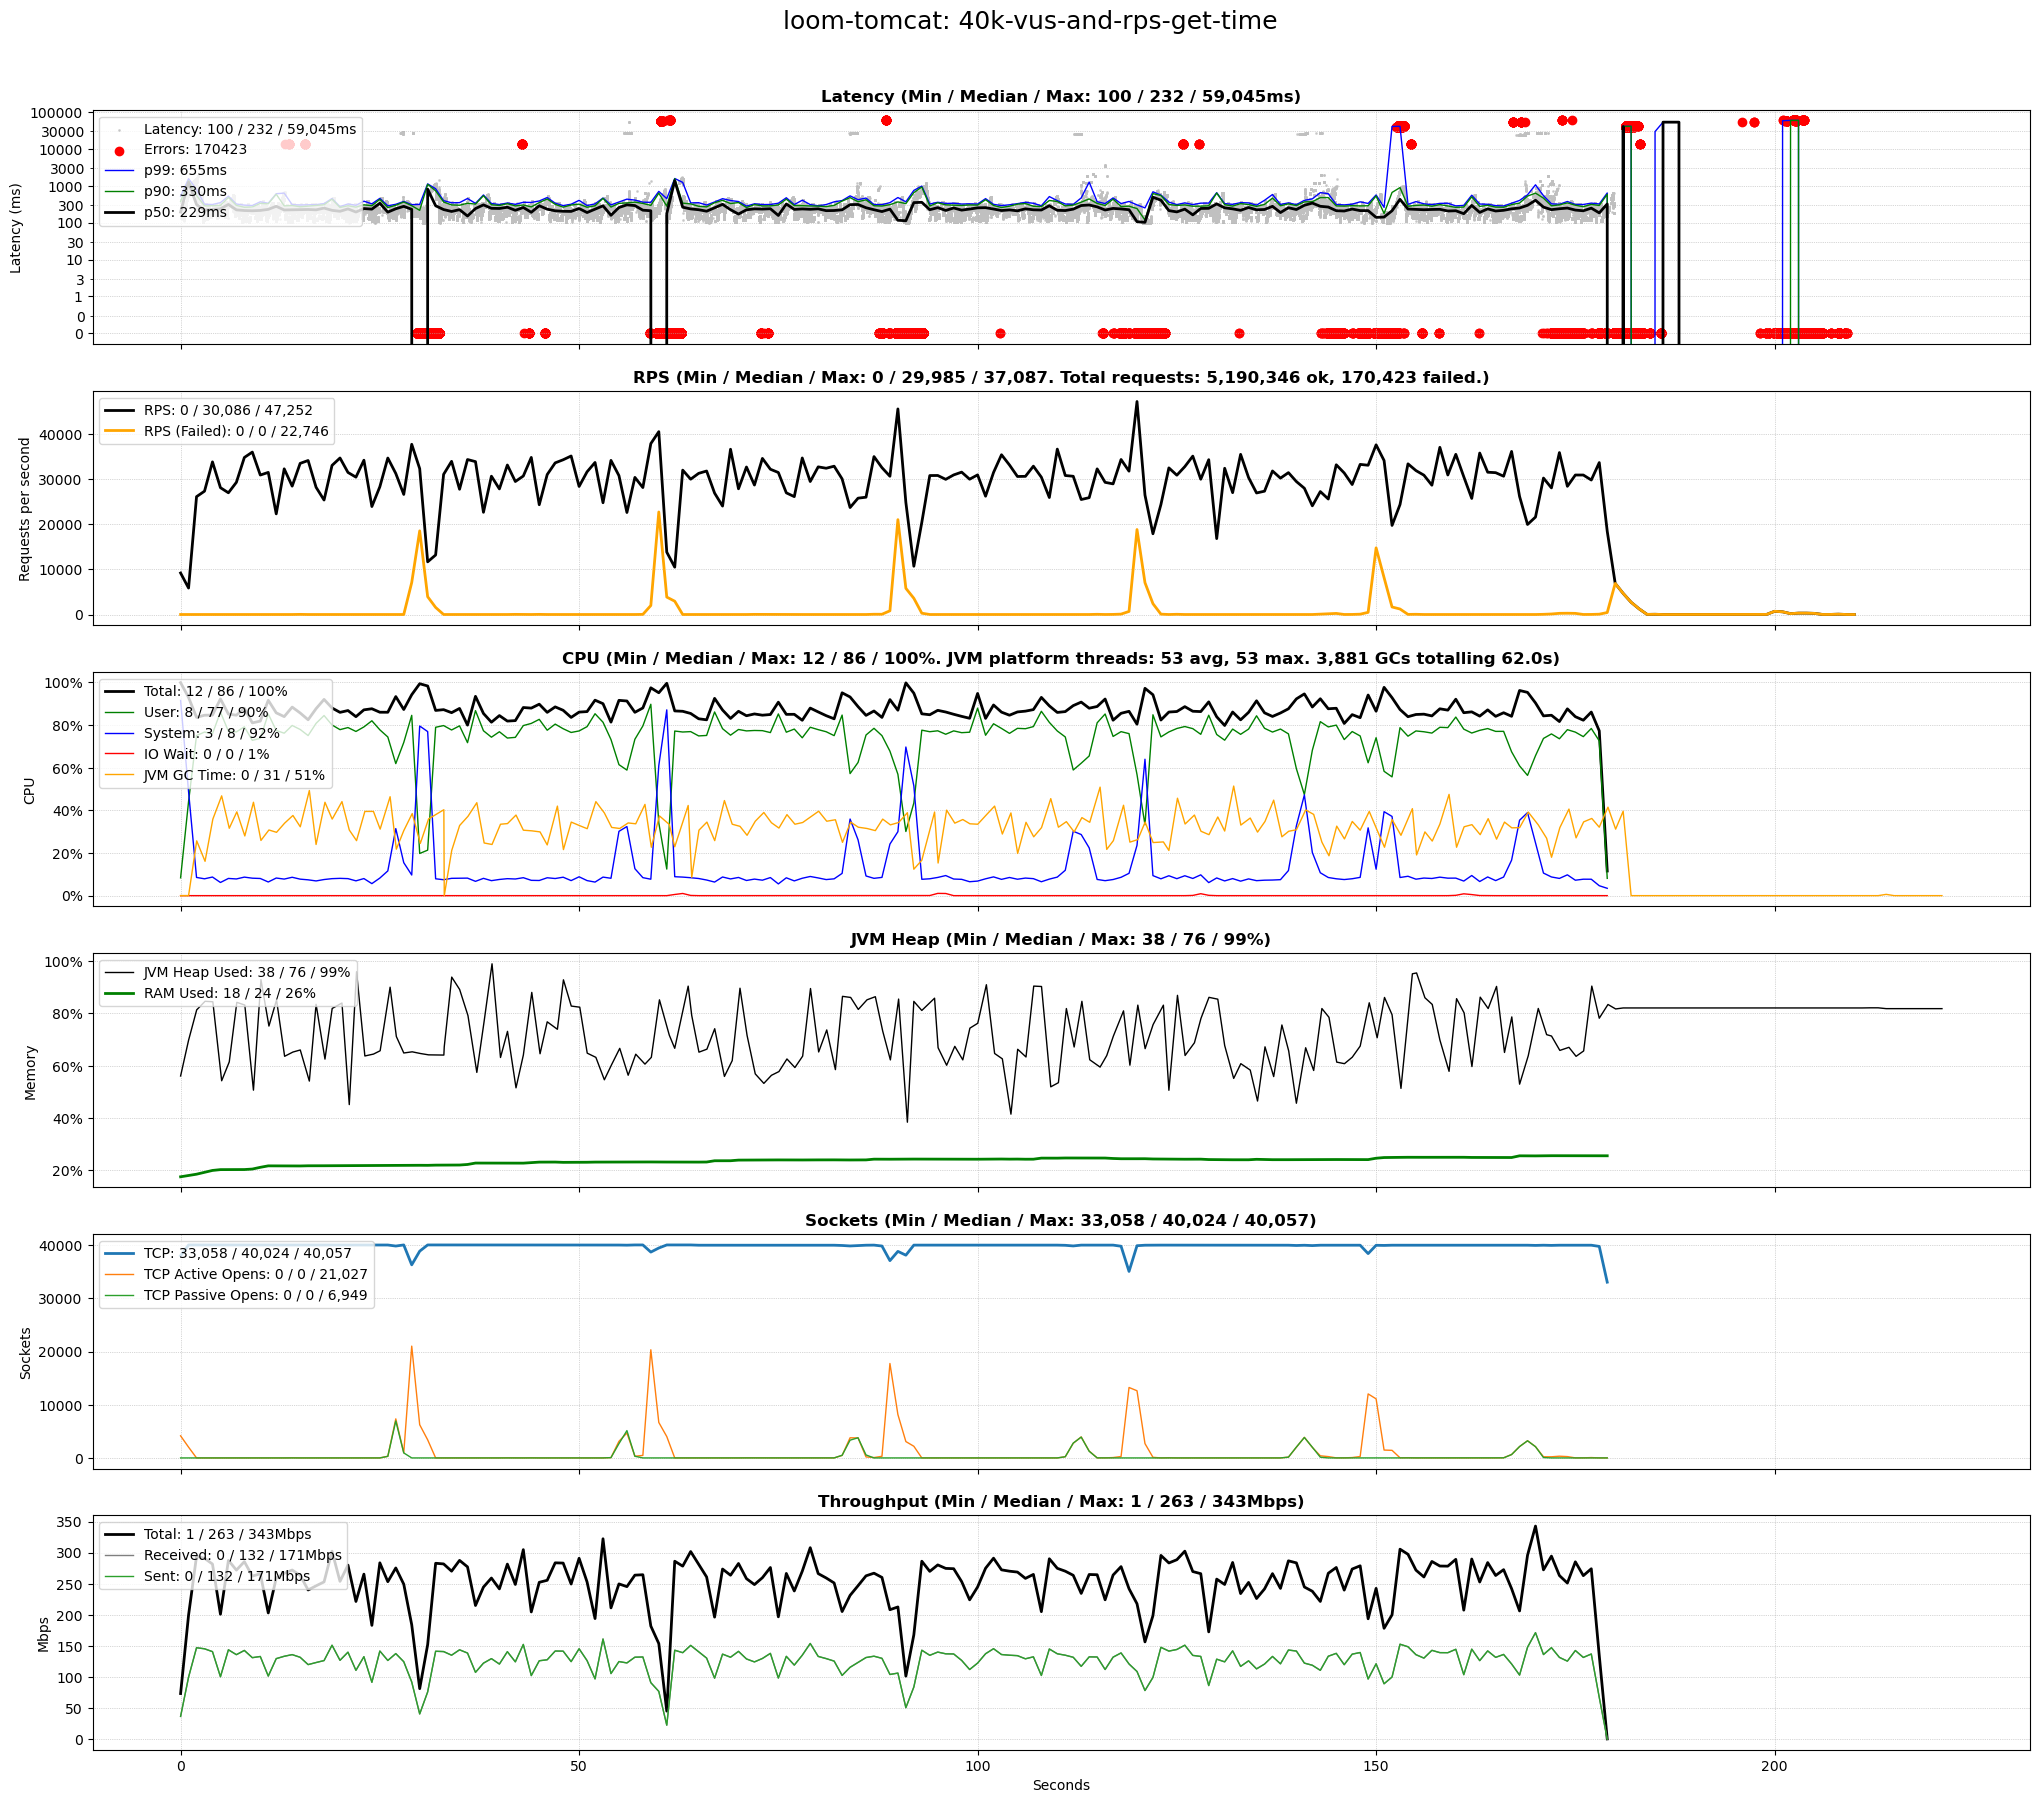 loom-tomcat: 40k-vus-and-rps-get-time
Latency (Min / Median / Max: 100 / 232 / 59,045ms)
Latency (ms)
100000
30000
10000
3000
1000
300
100
30
10
3
1
0
0
Latency: 100 / 232 / 59,045ms
Errors: 170423
p99: 655ms
p90: 330ms
p50: 229ms
RPS (Min / Median / Max: 0 / 29,985 / 37,087. Total requests: 5,190,346 ok, 170,423 failed.)
Requests per second
40000
30000
20000
10000
0
RPS: 0 / 30,086 / 47,252
RPS (Failed): 0 / 0 / 22,746
CPU (Min / Median / Max: 12 / 86 / 100%. JVM platform threads: 53 avg, 53 max. 3,881 GCs totalling 62.0s)
CPU
100%
80%
60%
40%
20%
0%
Total: 12 / 86 / 100%
User: 8 / 77 / 90%
System: 3 / 8 / 92%
IO Wait: 0 / 0 / 1%
JVM GC Time: 0 / 31 / 51%
JVM Heap (Min / Median / Max: 38 / 76 / 99%)
Memory
100%
80%
60%
40%
20%
JVM Heap Used: 38 / 76 / 99%
RAM Used: 18 / 24 / 26%
Sockets (Min / Median / Max: 33,058 / 40,024 / 40,057)
Sockets
40000
30000
20000
10000
0
TCP: 33,058 / 40,024 / 40,057
TCP Active Opens: 0 / 0 / 21,027
TCP Passive Opens: 0 / 0 / 6,949
Throughput (Min / Median / Max: 1 / 263 / 343Mbps)
Mbps
350
300
250
200
150
100
50
0
Total: 1 / 263 / 343Mbps
Received: 0 / 132 / 171Mbps
Sent: 0 / 132 / 171Mbps
0 50 100 150 200
Seconds